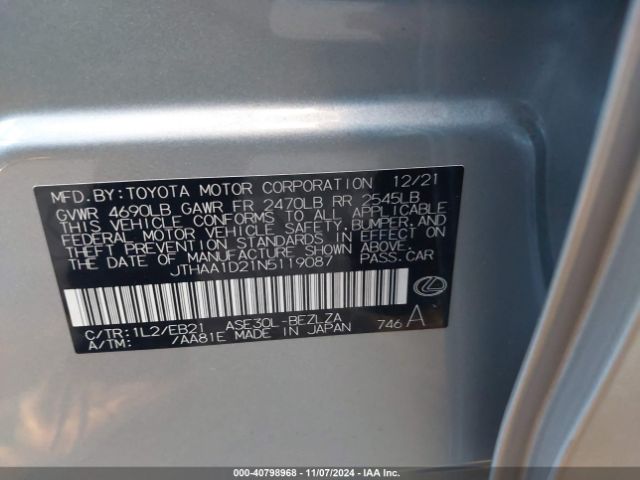 MFD.BY:TOYOTA MOTOR CORPORATION 12/21
GVWR 4690LB GAWR FR 2470LB RR 2545LB
THIS VEHICLE CONFORMS TO ALL APPLICABLE
FEDERAL MOTOR VEHICLE SAFETY,BUMPER,AND
THEFT PREVENTION STANDARDS IN EFFECT ON
THE DATE OF MANUFACTURE SHOWN ABOVE.
JTHAA1D21N5119087 PASS.CAR
C/TR:1L2/EB21 ASE30L-BEZLZA
A/TM: /AA81E MADE IN JAPAN 746 A
000-40798968 - 11/07/2024 - IAA Inc.